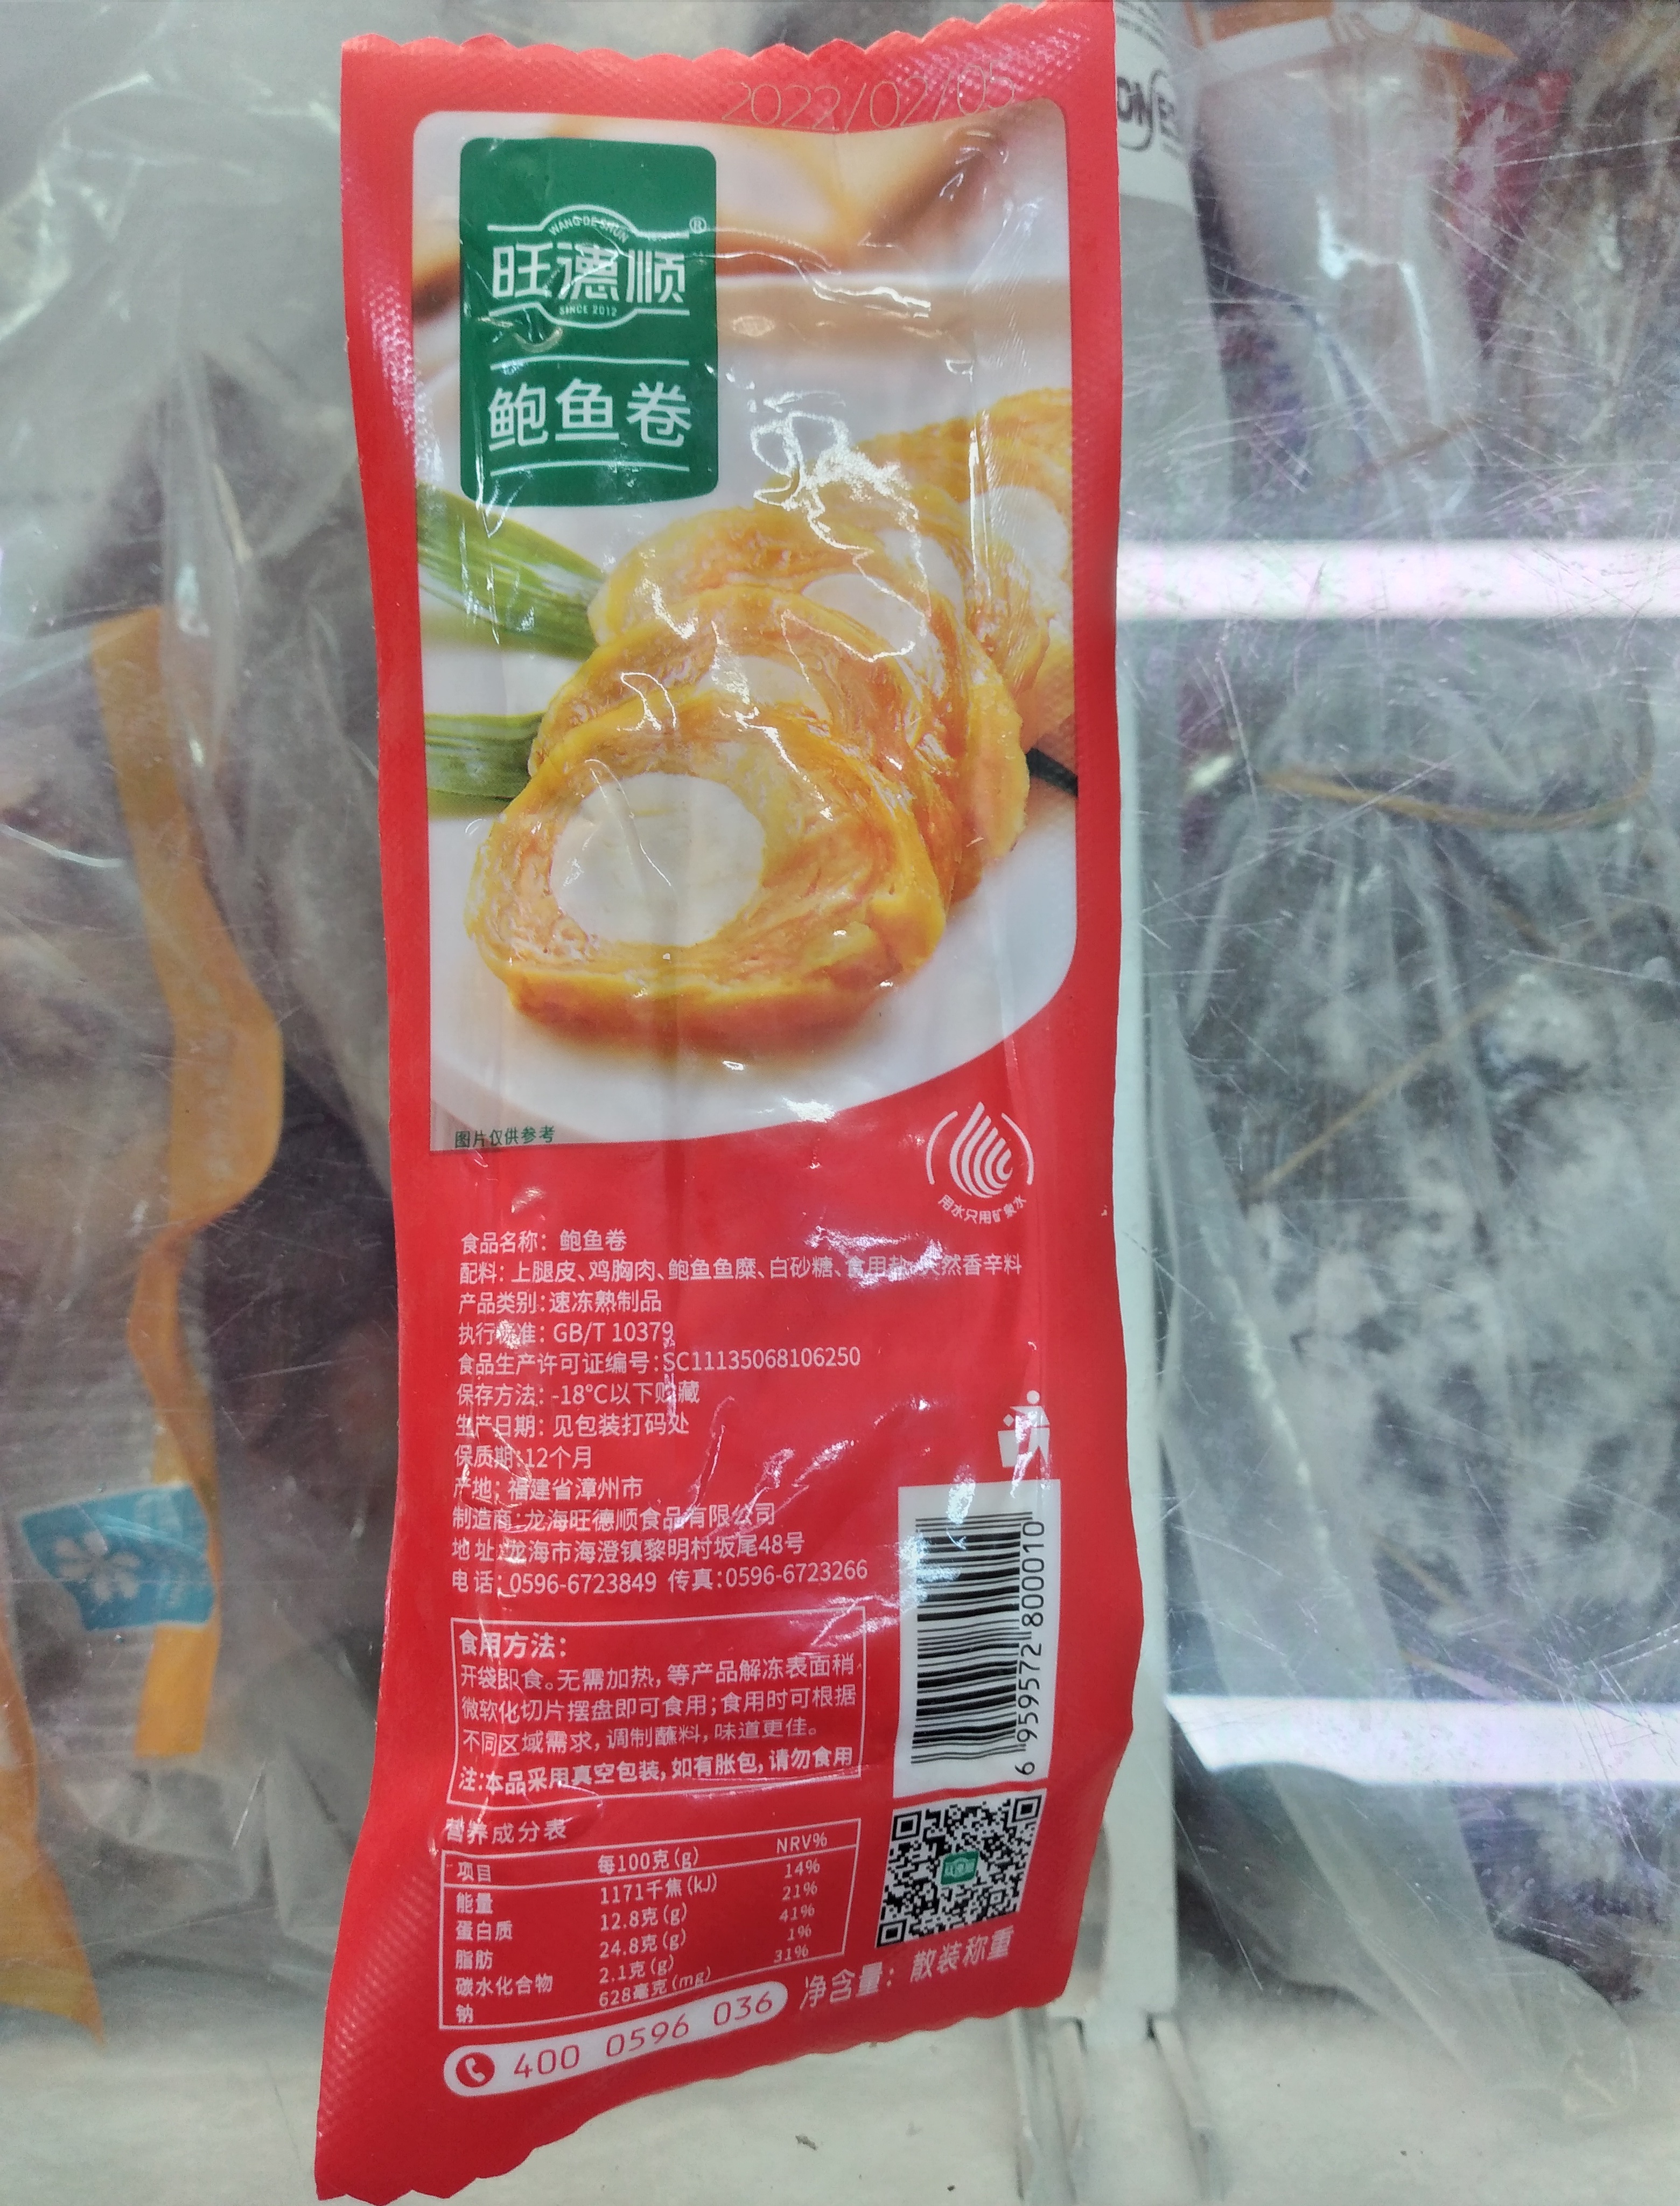 2022/02/05
WANG DE SHUN
旺德顺®
SINCE 2012
鲍鱼卷
图片仅供参考
用水只用矿泉水
食品名称：鲍鱼卷
配料：上腿皮、鸡胸肉、鲍鱼鱼糜、白砂糖、食用盐、天然香辛料
产品类别：速冻熟制品
执行标准：GB/T 10379
食品生产许可证编号：SC11135068106250
保存方法：-18°C以下贮藏
生产日期：见包装打码处
保质期：12个月
产地：福建省漳州市
制造商：龙海旺德顺食品有限公司
地址：龙海市海澄镇黎明村坂尾48号
电话：0596-6723849 传真：0596-6723266
食用方法：
开袋即食。无需加热，等产品解冻表面稍
微软化切片摆盘即可食用；食用时可根据
不同区域需求，调制蘸料，味道更佳。
注：本品采用真空包装，如有胀包，请勿食用
6 959572 800010
营养成分表
项目 每100克(g) NRV%
能量 1171千焦(kJ) 14%
蛋白质 12.8克(g) 21%
脂肪 24.8克(g) 41%
碳水化合物 2.1克(g) 1%
钠 628毫克(mg) 31%
旺德顺
净含量：散装称重
400 0596 036